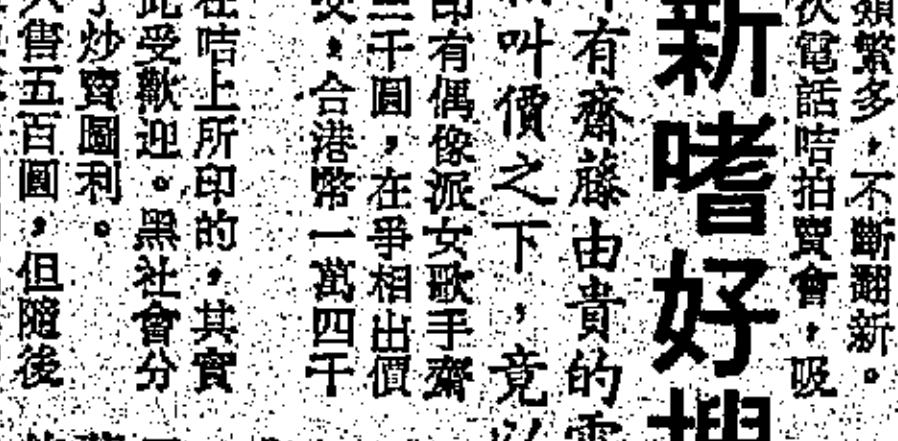 類繁多，不斷翻新。
次電話咭拍賣會，吸
新嗜好
有齋藤由貴的電
叫價之下，竟以
印有偶像派女歌手齋
三千圓，在爭相出價
，合港幣一萬四千
在咭上所印的，其實
此受歡迎。黑社會分
炒賣圖利。
售五百圓，但隨後